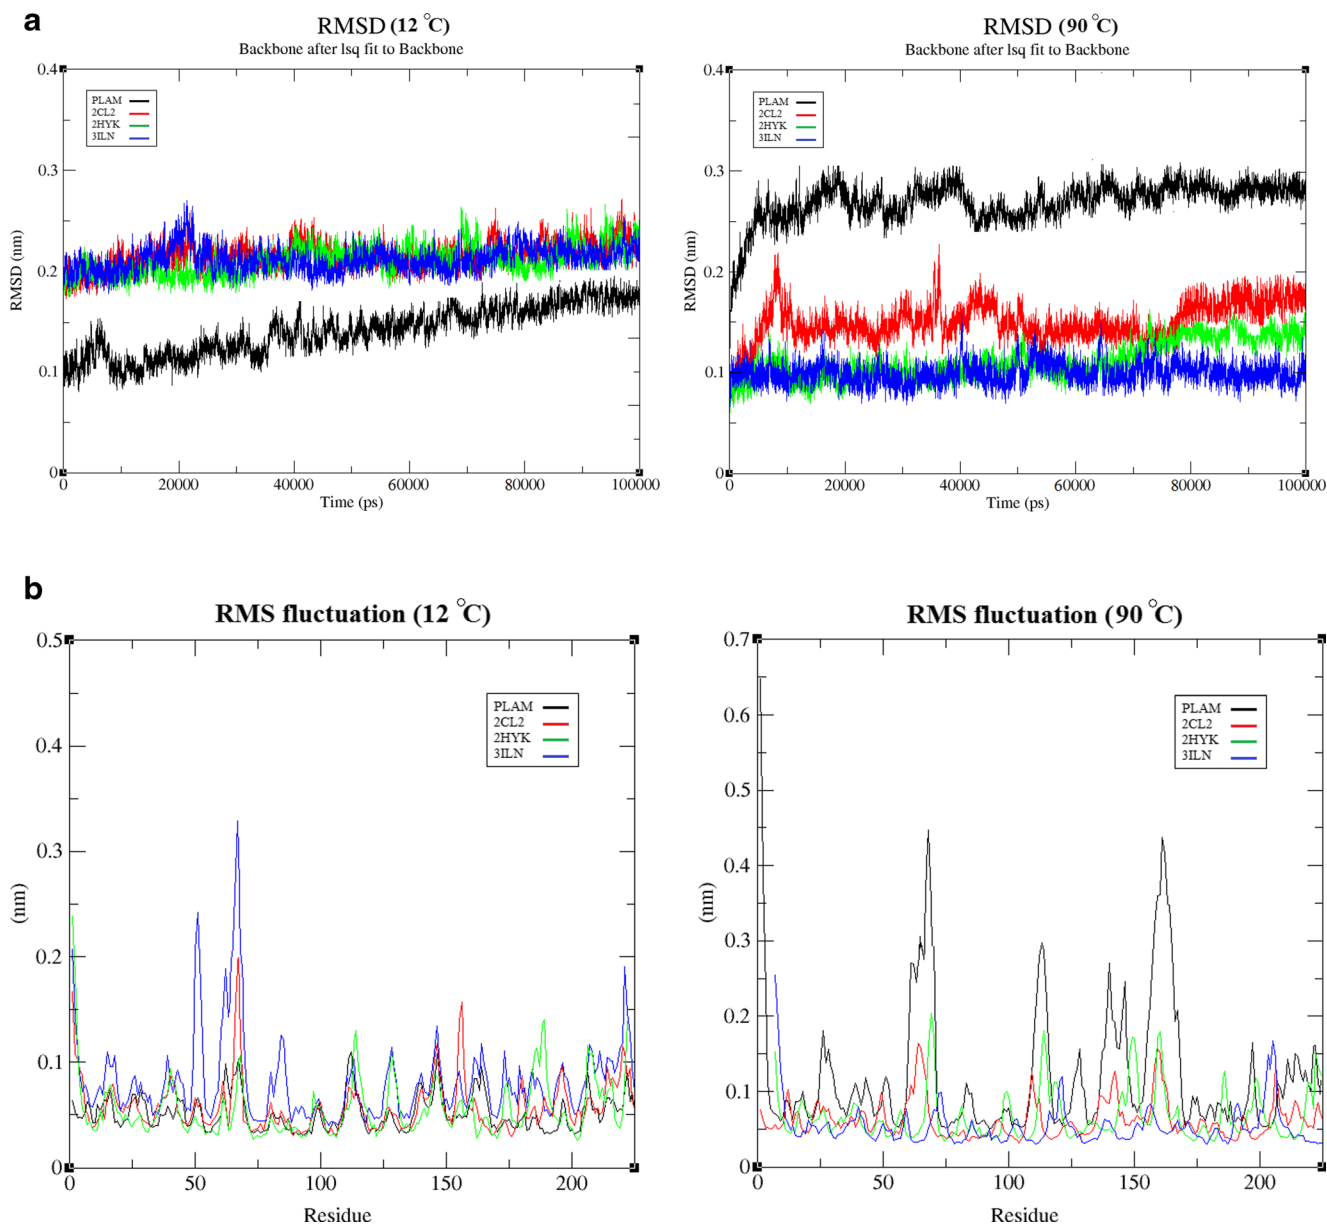 a
RMSD (12 °C)
Backbone after lsq fit to Backbone
0.4
0.3
0.2
0.1
0
RMSD (nm)
PLAM
2CL2
2HYK
3ILN
0 20000 40000 60000 80000 100000
Time (ps)
RMSD (90 °C)
Backbone after lsq fit to Backbone
0.4
0.3
0.2
0.1
0
RMSD (nm)
PLAM
2CL2
2HYK
3ILN
0 20000 40000 60000 80000 100000
Time (ps)
b
RMS fluctuation (12 °C)
0.5
0.4
0.3
0.2
0.1
0
(nm)
PLAM
2CL2
2HYK
3ILN
0 50 100 150 200
Residue
RMS fluctuation (90 °C)
0.7
0.6
0.5
0.4
0.3
0.2
0.1
0
(nm)
PLAM
2CL2
2HYK
3ILN
0 50 100 150 200
Residue